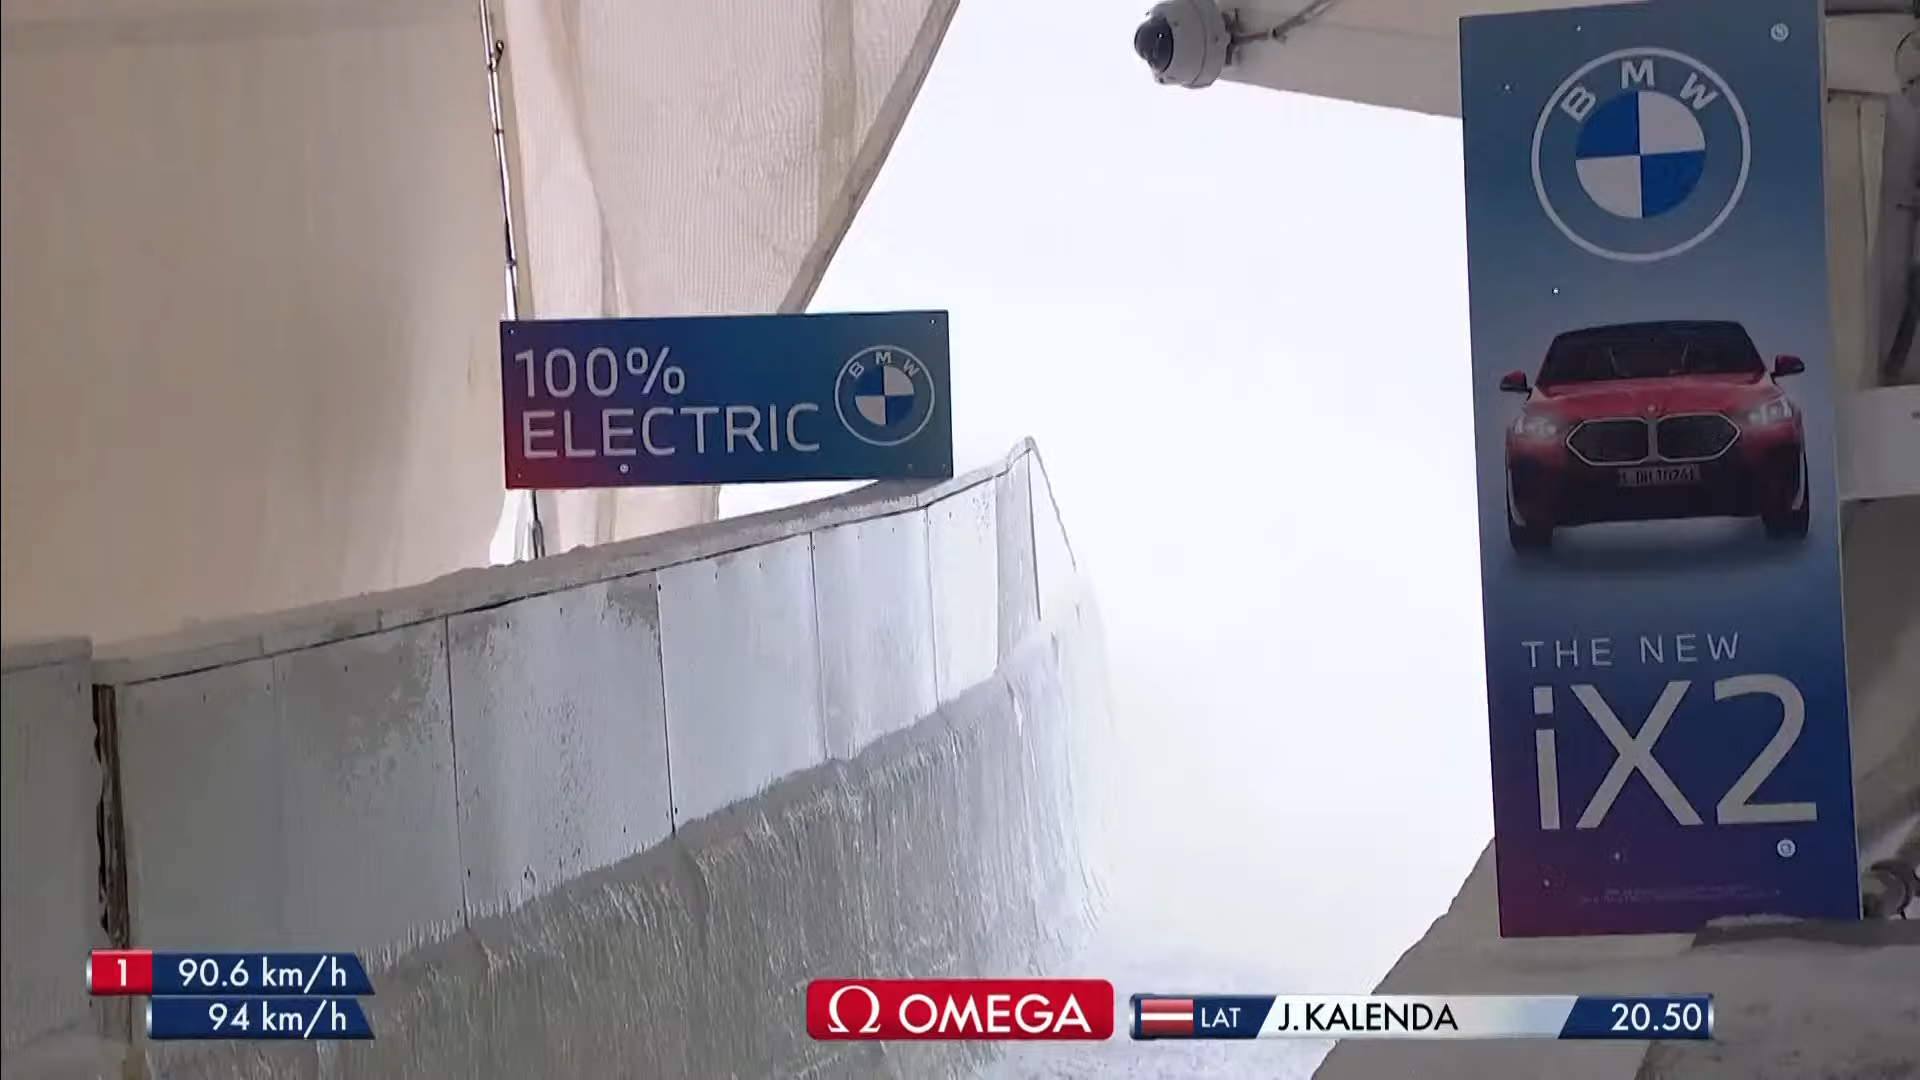 BMW
100%
ELECTRIC
BMW
THE NEW
iX2
1 90.6 km/h
94 km/h
Ω OMEGA
LAT J.KALENDA 20.50